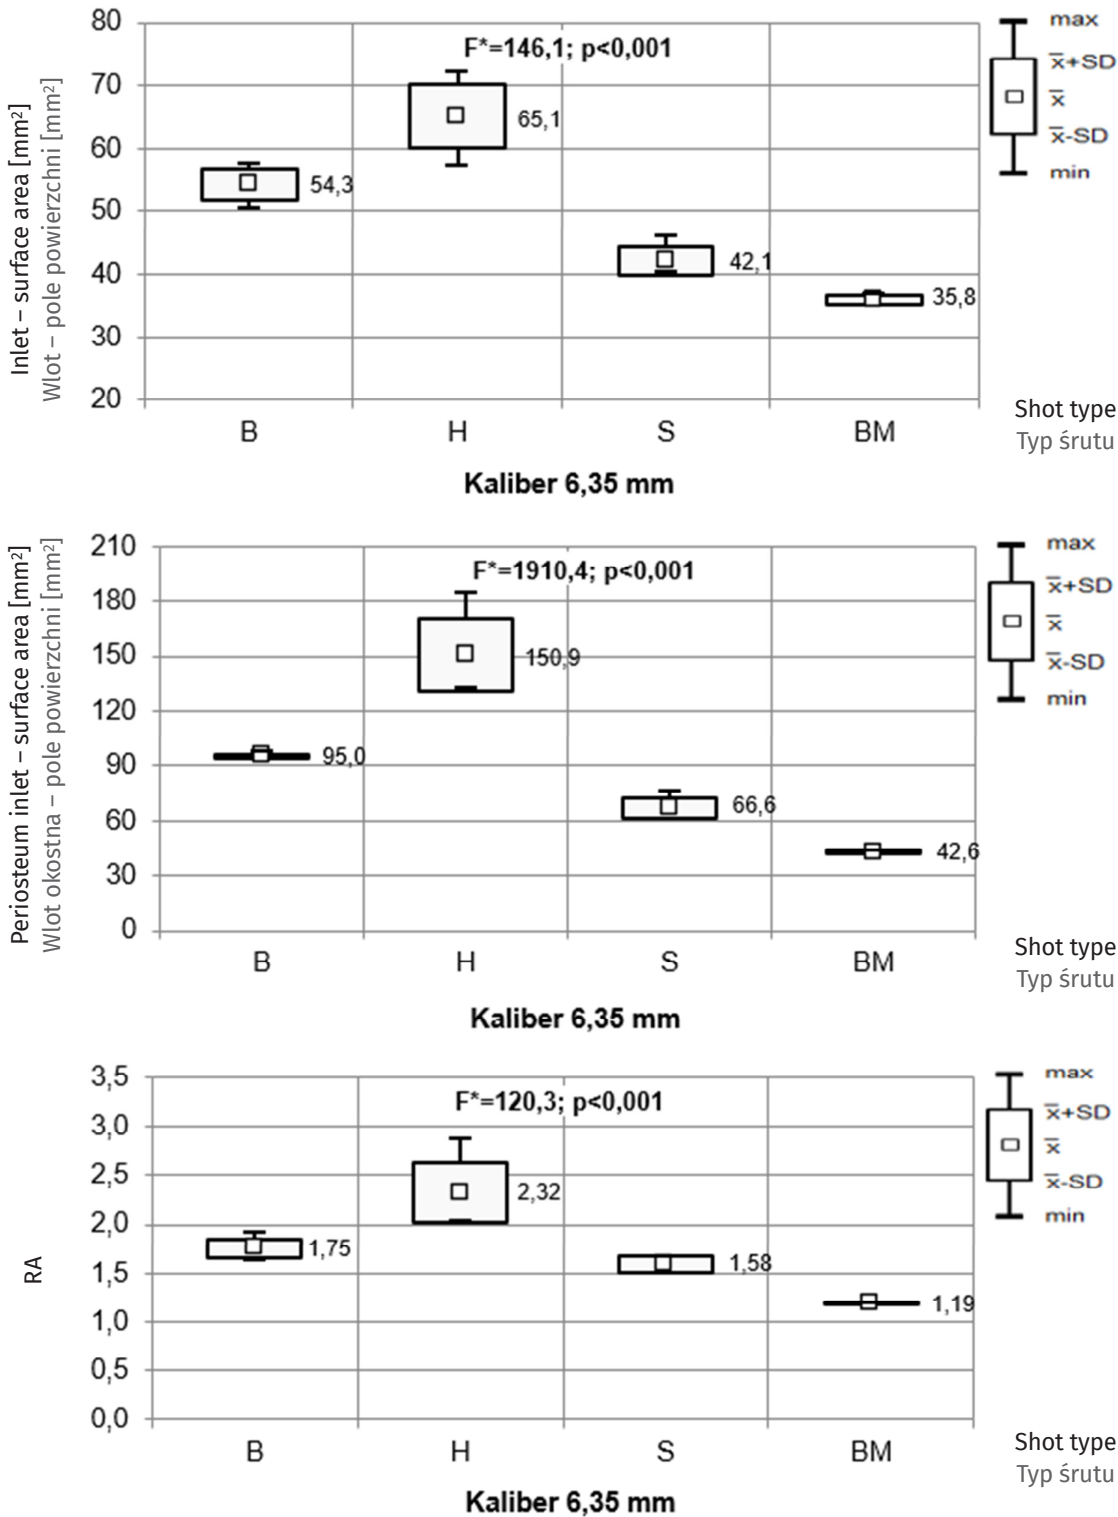 Inlet – surface area [mm²]
Wlot – pole powierzchni [mm²]
80
70
60
50
40
30
20
F*=146,1; p<0,001
54,3
65,1
42,1
35,8
B H S BM
Kaliber 6,35 mm
max
x̅+SD
x̅
x̅-SD
min
Shot type
Typ śrutu
Periosteum inlet – surface area [mm²]
Wlot okostna – pole powierzchni [mm²]
210
180
150
120
90
60
30
0
F*=1910,4; p<0,001
95,0
150,9
66,6
42,6
B H S BM
Kaliber 6,35 mm
max
x̅+SD
x̅
x̅-SD
min
Shot type
Typ śrutu
RA
3,5
3,0
2,5
2,0
1,5
1,0
0,5
0,0
F*=120,3; p<0,001
1,75
2,32
1,58
1,19
B H S BM
Kaliber 6,35 mm
max
x̅+SD
x̅
x̅-SD
min
Shot type
Typ śrutu